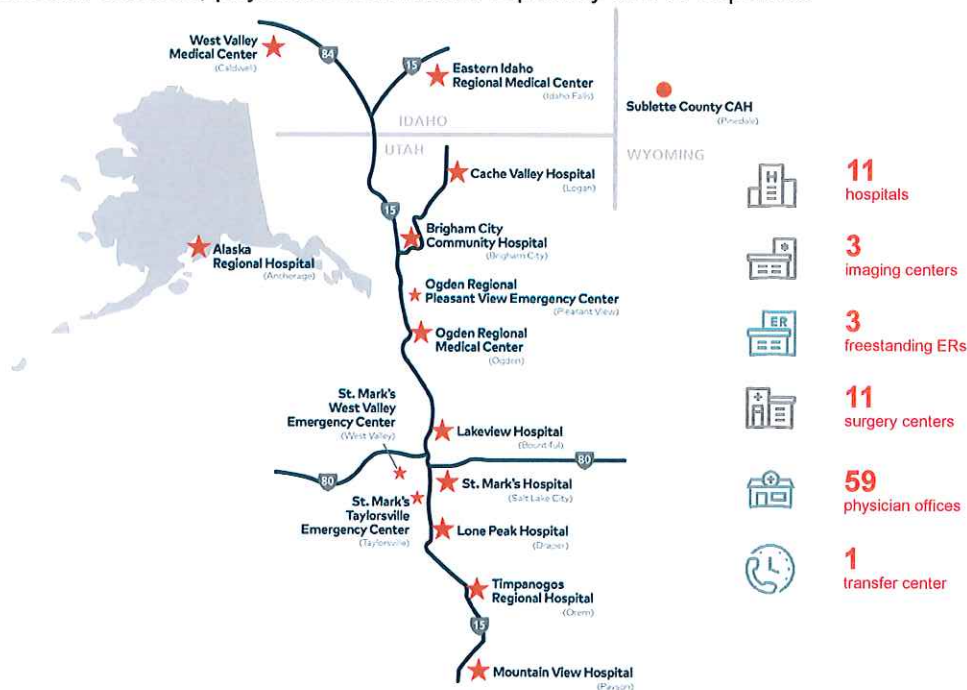 West Valley
Medical Center
(Caldwell)
84
15
Eastern Idaho
Regional Medical Center
(Idaho Falls)
Sublette County CAH
(Pinedale)
IDAHO
UTAH
WYOMING
Cache Valley Hospital
(Logan)
15
Brigham City
Community Hospital
(Brigham City)
Alaska
Regional Hospital
(Anchorage)
Ogden Regional
Pleasant View Emergency Center
(Pleasant View)
Ogden Regional
Medical Center
(Ogden)
St. Mark's
West Valley
Emergency Center
(West Valley)
Lakeview Hospital
(Bountiful)
80
80
St. Mark's Hospital
(Salt Lake City)
St. Mark's
Taylorsville
Emergency Center
(Taylorsville)
Lone Peak Hospital
(Draper)
Timpanogos
Regional Hospital
(Orem)
15
Mountain View Hospital
(Payson)
H
11
hospitals
3
imaging centers
ER
3
freestanding ERs
11
surgery centers
59
physician offices
1
transfer center